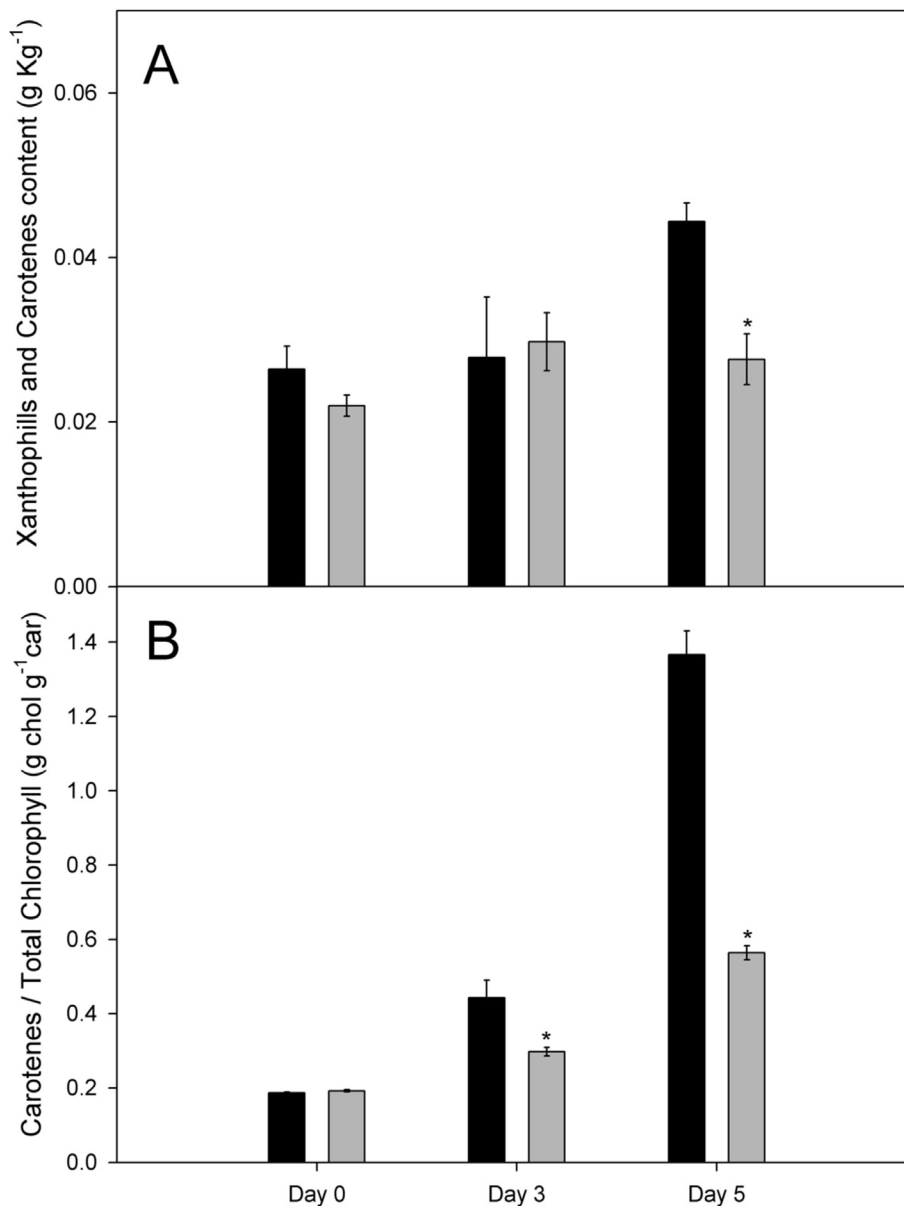 A
Xanthophills and Carotenes content (g Kg⁻¹)
0.06
0.04
0.02
0.00
*
B
Carotenes / Total Chlorophyll (g chol g⁻¹car)
1.4
1.2
1.0
0.8
0.6
0.4
0.2
0.0
*
*
Day 0
Day 3
Day 5